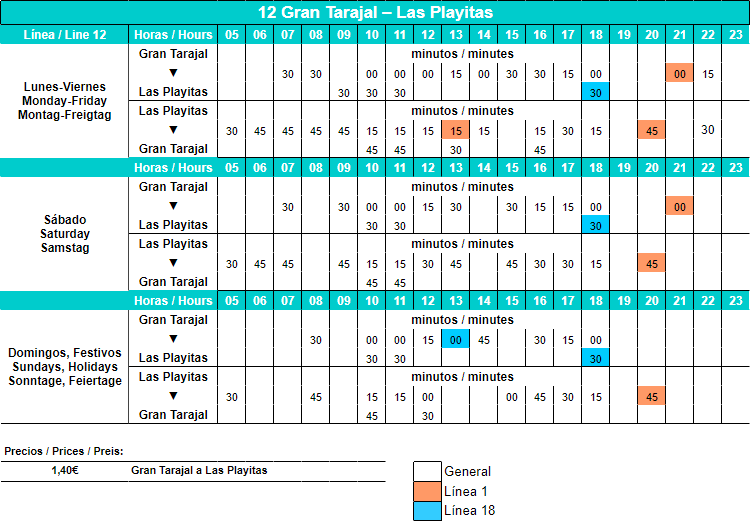 12 Gran Tarajal – Las Playitas
Línea / Line 12 Horas / Hours 05 06 07 08 09 10 11 12 13 14 15 16 17 18 19 20 21 22 23
Lunes-Viernes
Monday-Friday
Montag-Freigtag
Gran Tarajal minutos / minutes
▼ 30 30 00 00 00 15 00 30 30 15 00 00 15
Las Playitas 30 30 30 30
Las Playitas minutos / minutes
▼ 30 45 45 45 45 15 15 15 15 15 15 30 15 45 30
Gran Tarajal 45 45 30 45
Horas / Hours 05 06 07 08 09 10 11 12 13 14 15 16 17 18 19 20 21 22 23
Sábado
Saturday
Samstag
Gran Tarajal minutos / minutes
▼ 30 30 00 00 15 30 30 15 15 00 00
Las Playitas 30 30 30
Las Playitas minutos / minutes
▼ 30 45 45 45 15 15 30 45 45 30 30 15 45
Gran Tarajal 45 45
Horas / Hours 05 06 07 08 09 10 11 12 13 14 15 16 17 18 19 20 21 22 23
Domingos, Festivos
Sundays, Holidays
Sonntage, Feiertage
Gran Tarajal minutos / minutes
▼ 30 00 00 15 00 45 30 15 00
Las Playitas 30 30 30
Las Playitas minutos / minutes
▼ 30 45 15 15 00 00 45 30 15 45
Gran Tarajal 45 30
Precios / Prices / Preis:
1,40€ Gran Tarajal a Las Playitas
General
Línea 1
Línea 18